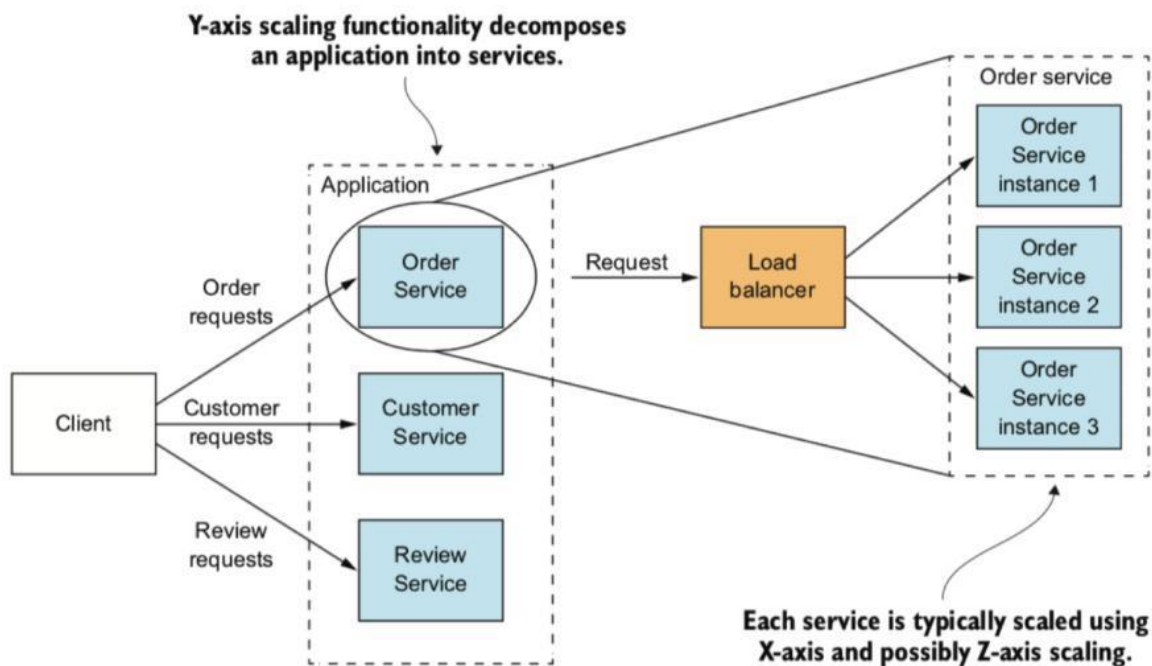 Y-axis scaling functionality decomposes
an application into services.
Order service
Order
Service
instance 1
Application
Order
Service
Request
Load
balancer
Order
Service
instance 2
Order
requests
Order
Service
instance 3
Client
Customer
requests
Customer
Service
Review
requests
Review
Service
Each service is typically scaled using
X-axis and possibly Z-axis scaling.